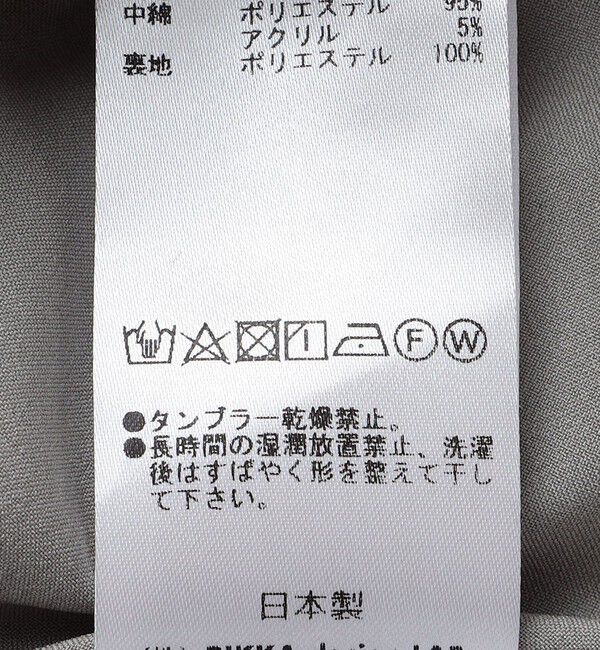 中綿 ポリエステル 95%
アクリル 5%
裏地 ポリエステル 100%
F W
●タンブラー乾燥禁止。
●長時間の湿潤放置禁止、洗濯
後はすばやく形を整えて干し
て下さい。
日本製